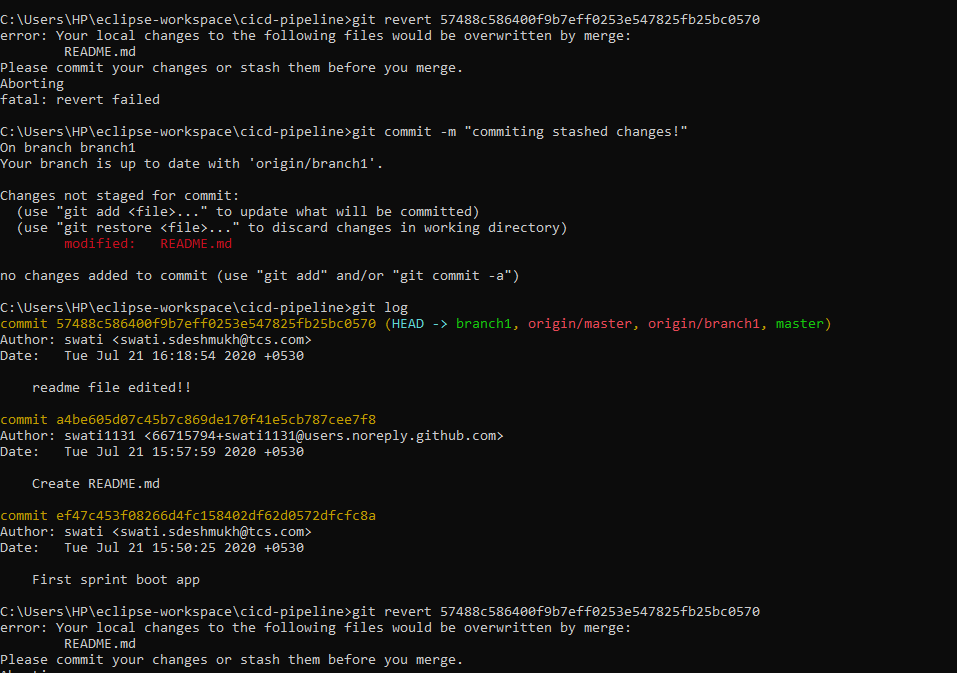 C:\Users\HP\eclipse-workspace\cicd-pipeline>git revert 57488c586400f9b7eff0253e547825fb25bc0570
error: Your local changes to the following files would be overwritten by merge:
        README.md
Please commit your changes or stash them before you merge.
Aborting
fatal: revert failed

C:\Users\HP\eclipse-workspace\cicd-pipeline>git commit -m "commiting stashed changes!"
On branch branch1
Your branch is up to date with 'origin/branch1'.

Changes not staged for commit:
  (use "git add <file>..." to update what will be committed)
  (use "git restore <file>..." to discard changes in working directory)
        modified:   README.md

no changes added to commit (use "git add" and/or "git commit -a")

C:\Users\HP\eclipse-workspace\cicd-pipeline>git log
commit 57488c586400f9b7eff0253e547825fb25bc0570 (HEAD -> branch1, origin/master, origin/branch1, master)
Author: swati <swati.sdeshmukh@tcs.com>
Date:   Tue Jul 21 16:18:54 2020 +0530

    readme file edited!!

commit a4be605d07c45b7c869de170f41e5cb787cee7f8
Author: swati1131 <66715794+swati1131@users.noreply.github.com>
Date:   Tue Jul 21 15:57:59 2020 +0530

    Create README.md

commit ef47c453f08266d4fc158402df62d0572dfcfc8a
Author: swati <swati.sdeshmukh@tcs.com>
Date:   Tue Jul 21 15:50:25 2020 +0530

    First sprint boot app

C:\Users\HP\eclipse-workspace\cicd-pipeline>git revert 57488c586400f9b7eff0253e547825fb25bc0570
error: Your local changes to the following files would be overwritten by merge:
        README.md
Please commit your changes or stash them before you merge.